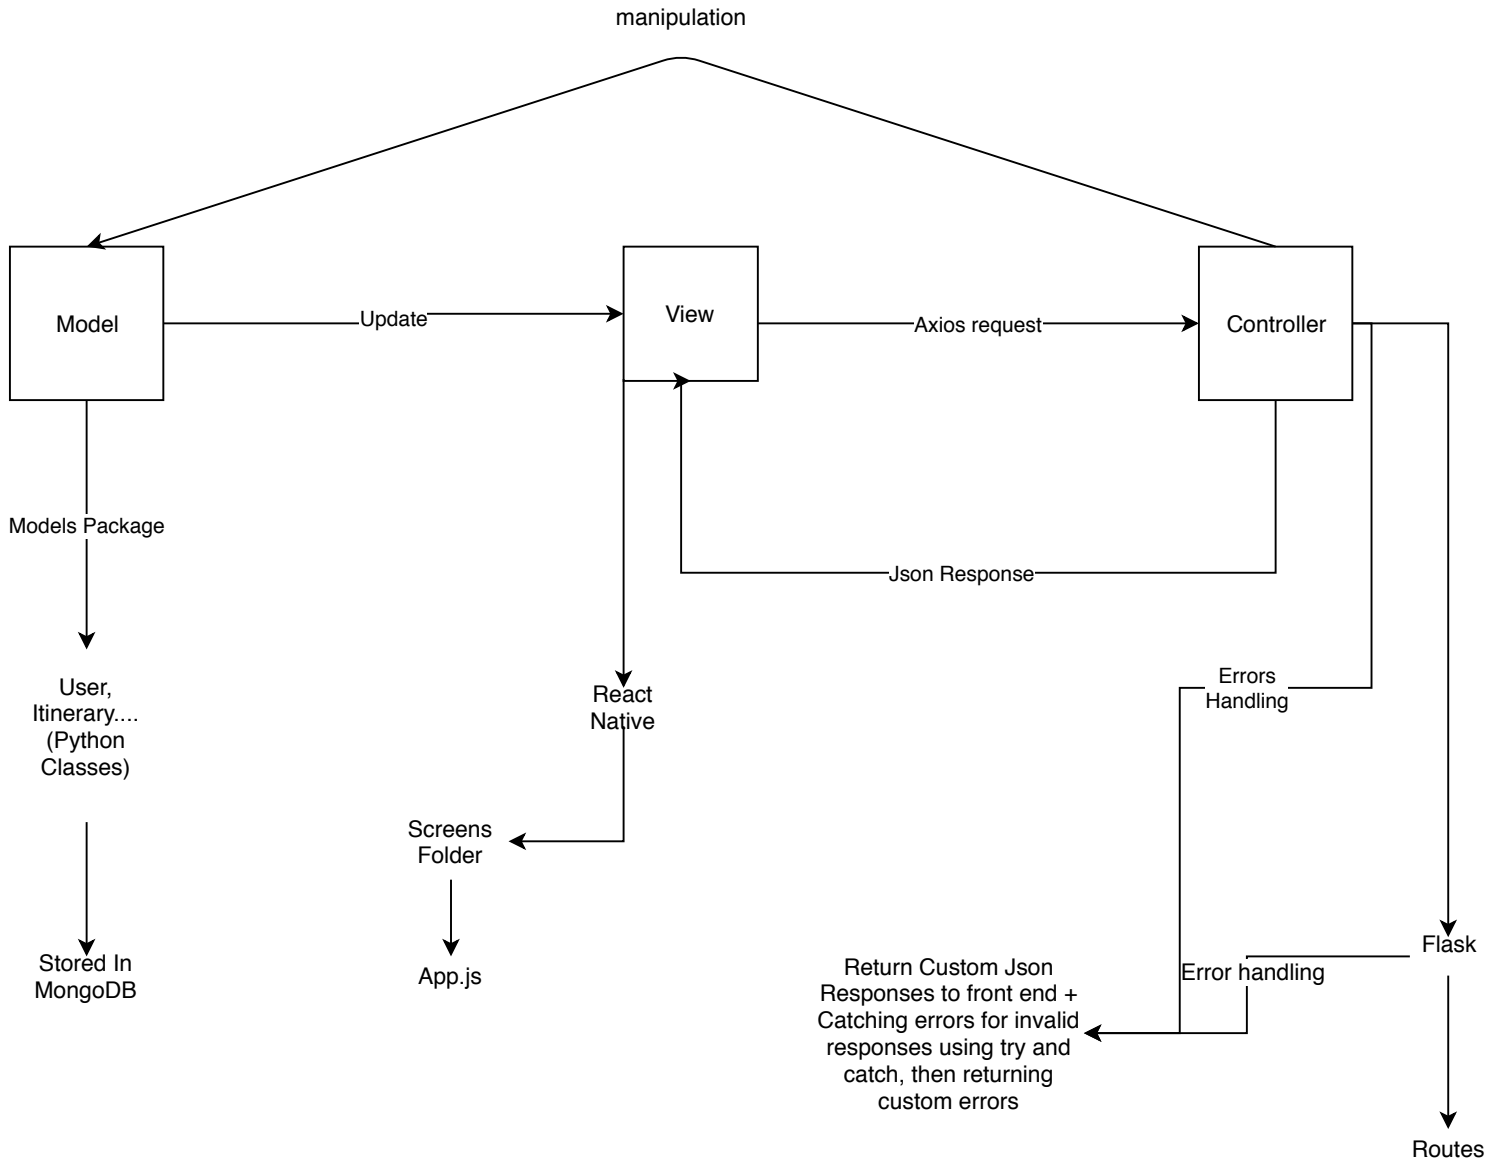 manipulation
Model
Update
View
Axios request
Controller
Models Package
Json Response
User,
Itinerary....
(Python
Classes)
React
Native
Errors
Handling
Screens
Folder
Stored In
MongoDB
App.js
Flask
Error handling
Return Custom Json
Responses to front end +
Catching errors for invalid
responses using try and
catch, then returning
custom errors
Routes